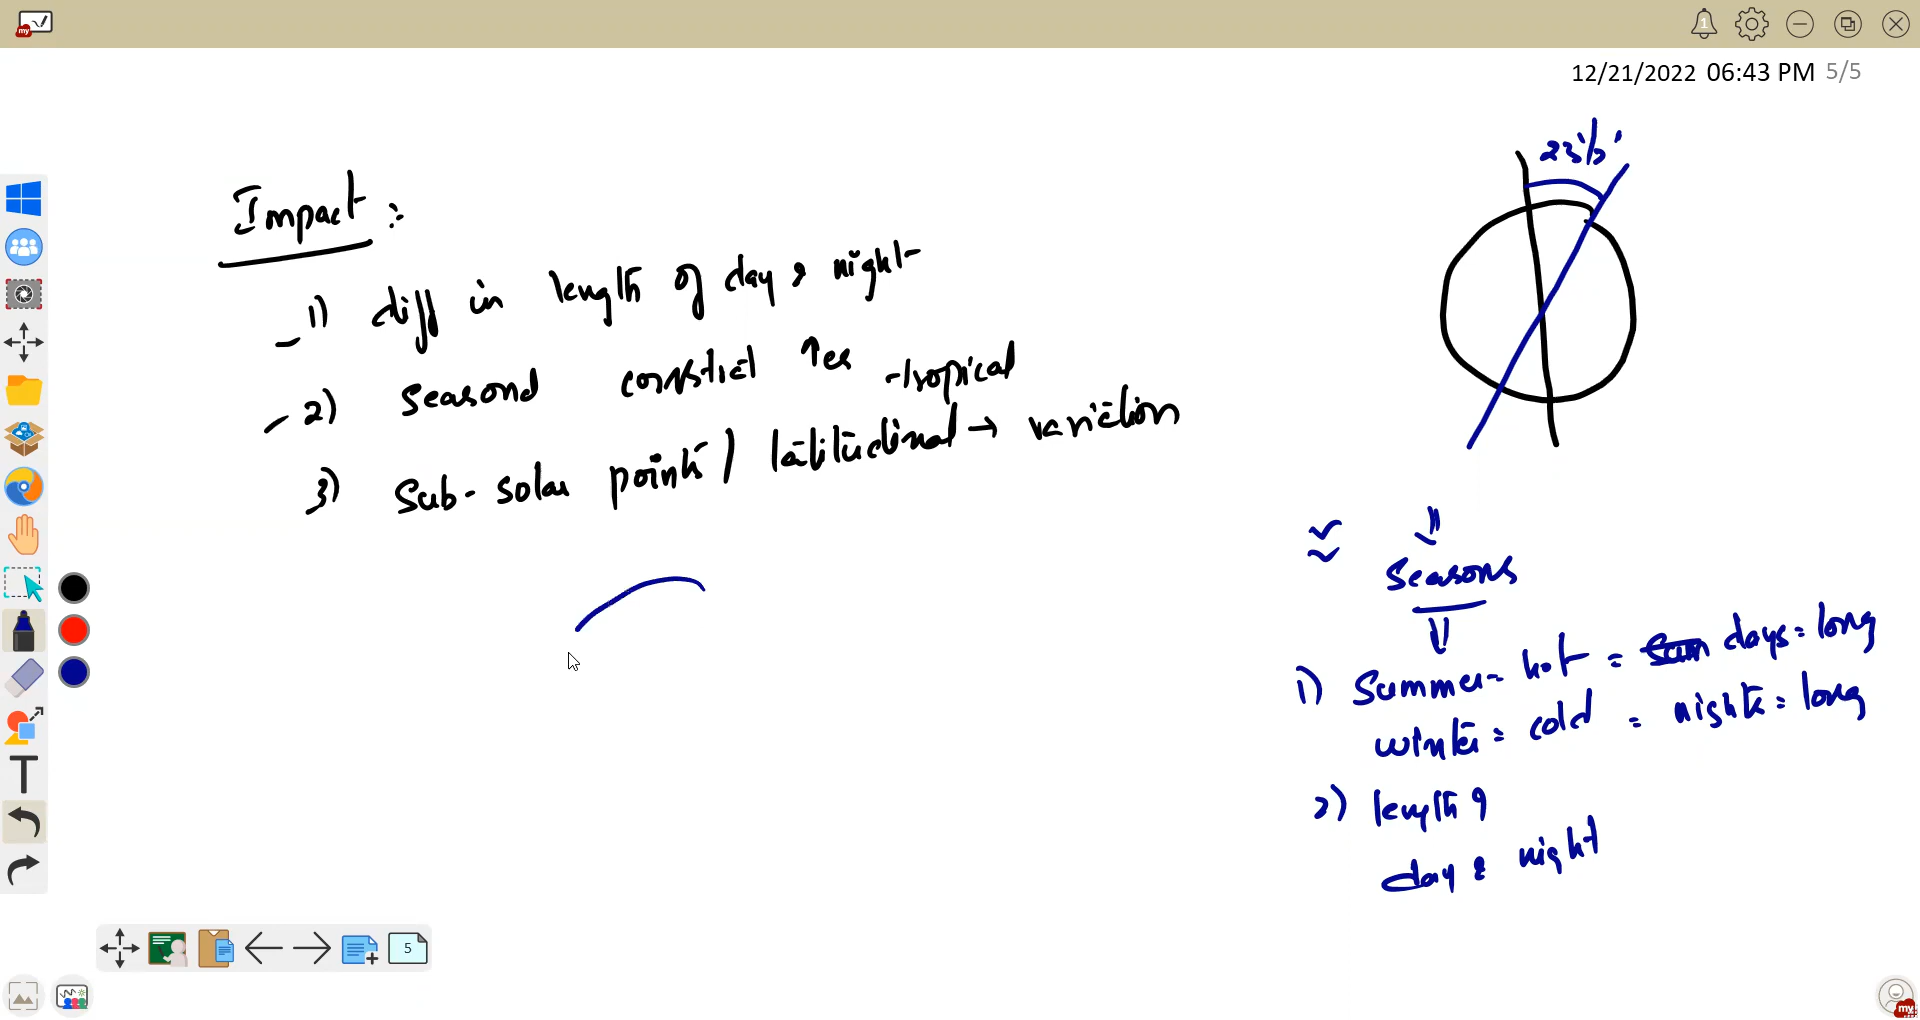 12/21/2022 06:43 PM 5/5
23½°
Impact :-
1) diff in length of day & night
2) Seasonal contrast ↑es
- tropical
3) Sub-solar points / latitudinal → variation
Seasons
1) Summer = hot = days = long
winter = cold = nights = long
2) length of
day & night
5